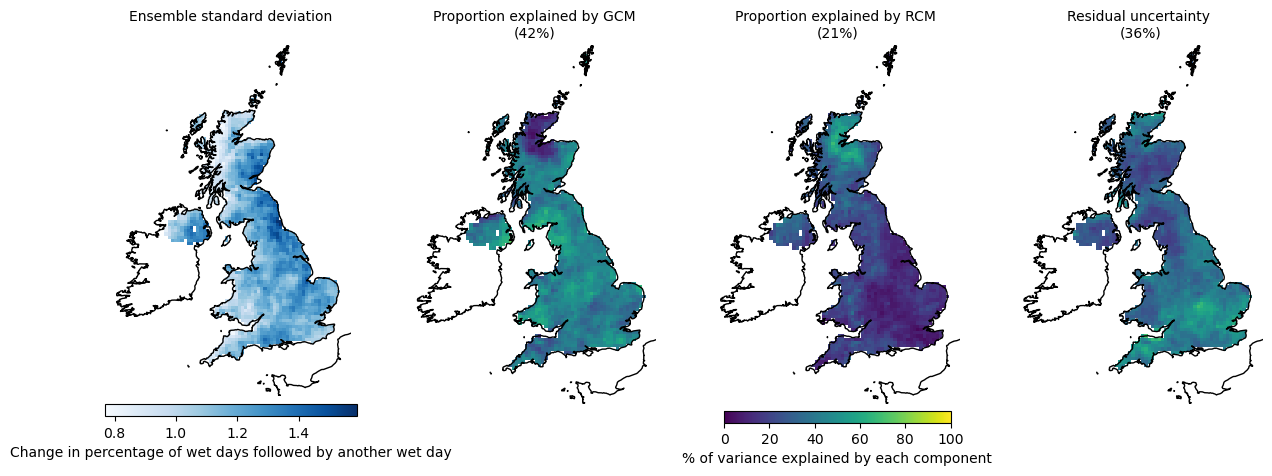 Ensemble standard deviation
Proportion explained by GCM
(42%)
Proportion explained by RCM
(21%)
Residual uncertainty
(36%)
0.8 1.0 1.2 1.4
Change in percentage of wet days followed by another wet day
0 20 40 60 80 100
% of variance explained by each component